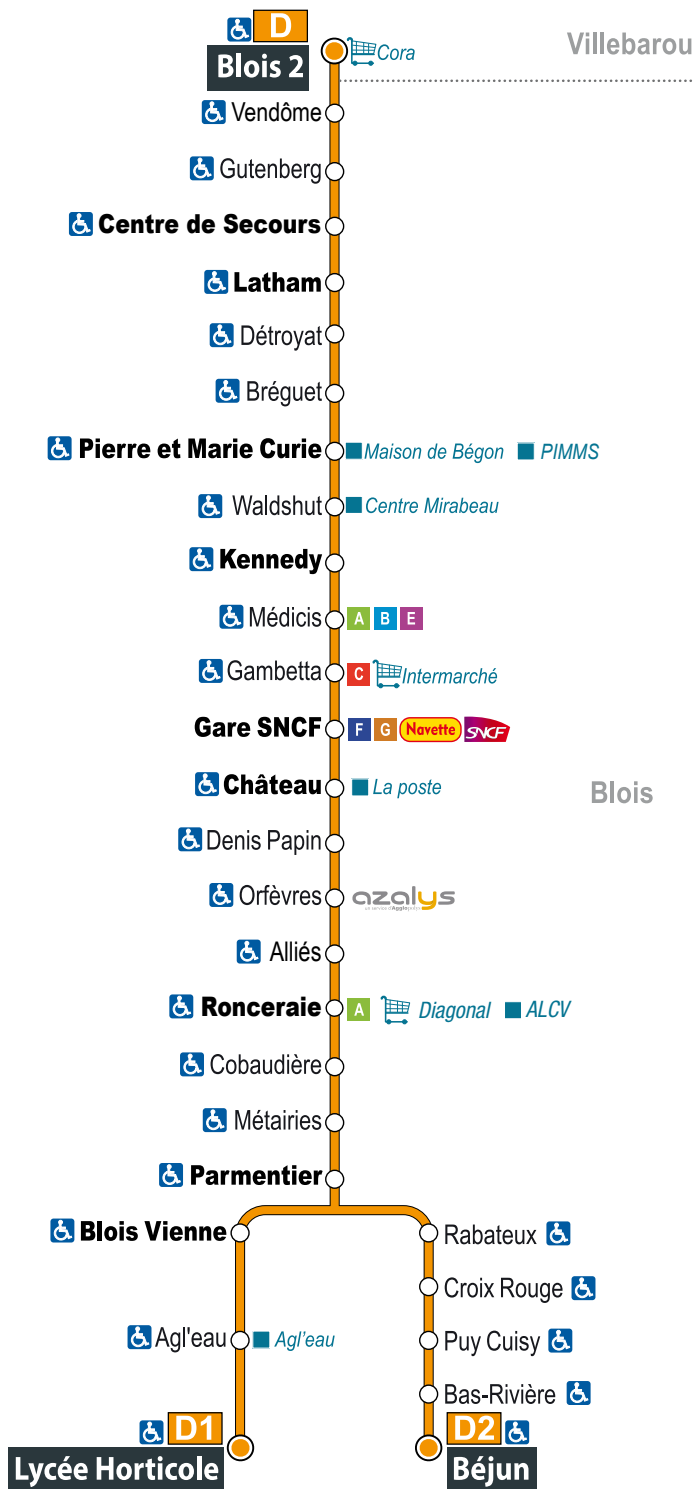 D
Blois 2
Cora
Villebarou
Vendôme
Gutenberg
Centre de Secours
Latham
Détroyat
Bréguet
Pierre et Marie Curie Maison de Bégon PIMMS
Waldshut Centre Mirabeau
Kennedy
Médicis A B E
Gambetta C Intermarché
Gare SNCF F G Navette SNCF
Château La poste
Blois
Denis Papin
Orfèvres azalys
Alliés
Ronceraie A Diagonal ALCV
Cobaudière
Métairies
Parmentier
Blois Vienne
Rabateux
Croix Rouge
Agl'eau Agl'eau
Puy Cuisy
Bas-Rivière
D1
Lycée Horticole
D2
Béjun